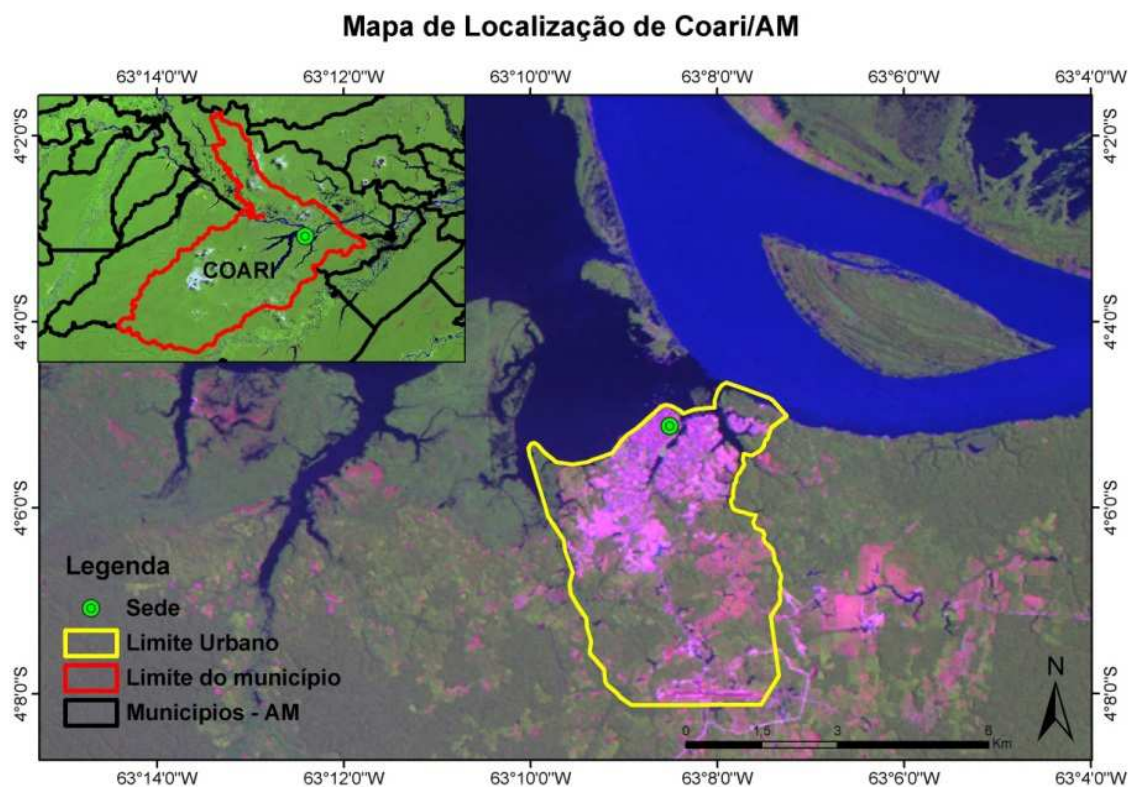 Mapa de Localização de Coari/AM
63°14'0"W 63°12'0"W 63°10'0"W 63°8'0"W 63°6'0"W 63°4'0"W
4°2'0"S 4°2'0"S
COARI
4°4'0"S 4°4'0"S
4°6'0"S 4°6'0"S
Legenda
Sede
Limite Urbano
Limite do município
Municipios - AM
N
4°8'0"S 4°8'0"S
0 1,5 3 6
Km
63°14'0"W 63°12'0"W 63°10'0"W 63°8'0"W 63°6'0"W 63°4'0"W